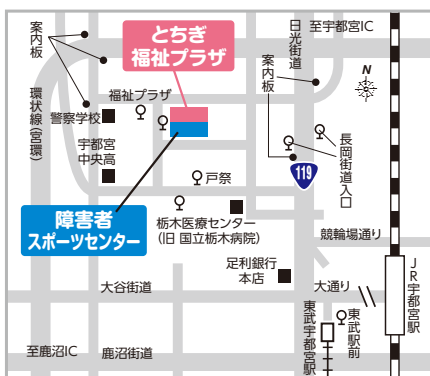 案内板
とちぎ
福祉プラザ
日光街道
至宇都宮IC
案内板
N
環状線(宮環)
福祉プラザ
警察学校
宇都宮
中央高
戸祭
119
長岡街道入口
障害者
スポーツセンター
栃木医療センター
(旧 国立栃木病院)
競輪場通り
足利銀行
本店
大谷街道
大通り
JR宇都宮駅
東武宇都宮駅
東武駅前
至鹿沼IC
鹿沼街道